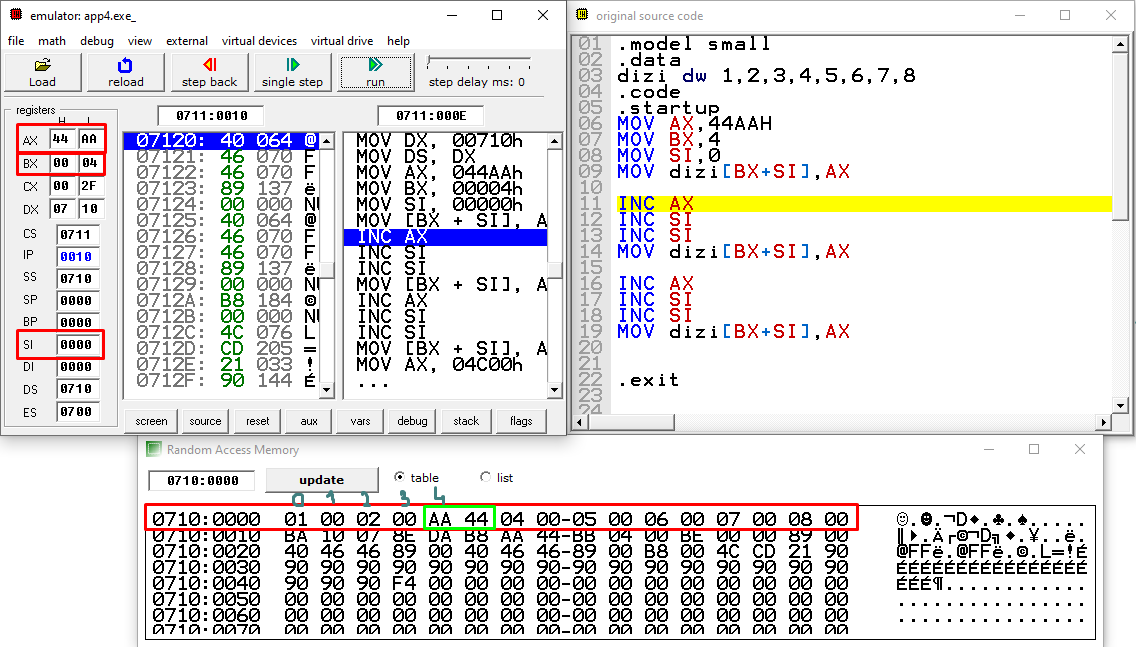 emulator: app4.exe_
file math debug view external virtual devices virtual drive help
Load reload step back single step run step delay ms: 0
registers
H L
AX 44 AA
BX 00 04
CX 00 2F
DX 07 10
CS 0711
IP 0010
SS 0710
SP 0000
BP 0000
SI 0000
DI 0000
DS 0710
ES 0700
0711:0010
07120: 40 064 @
07121: 46 070 F
07122: 46 070 F
07123: 89 137 ë
07124: 00 000 NU
07125: 40 064 @
07126: 46 070 F
07127: 46 070 F
07128: 89 137 ë
07129: 00 000 NU
0712A: B8 184 ©
0712B: 00 000 NU
0712C: 4C 076 L
0712D: CD 205 =
0712E: 21 033 !
0712F: 90 144 É
0711:000E
MOV DX, 00710h
MOV DS, DX
MOV AX, 044AAh
MOV BX, 00004h
MOV SI, 00000h
MOV [BX + SI], A
INC AX
INC SI
INC SI
MOV [BX + SI], A
INC AX
INC SI
INC SI
MOV [BX + SI], A
MOV AX, 04C00h
...
screen source reset aux vars debug stack flags
original source code
01 .model small
02 .data
03 dizi dw 1,2,3,4,5,6,7,8
04 .code
05 .startup
06 MOV AX,44AAH
07 MOV BX,4
08 MOV SI,0
09 MOV dizi[BX+SI],AX
10
11 INC AX
12 INC SI
13 INC SI
14 MOV dizi[BX+SI],AX
15
16 INC AX
17 INC SI
18 INC SI
19 MOV dizi[BX+SI],AX
20
21
22 .exit
23
24
Random Access Memory
0710:0000 update table list
0 1 2 3 4
0710:0000 01 00 02 00 AA 44 04 00-05 00 06 00 07 00 08 00 ☺.☻.¬D♦.♣.♠.....
0710:0010 BA 10 07 8E DA B8 AA 44-BB 04 00 BE 00 00 89 00
0710:0020 40 46 46 89 00 40 46 46-89 00 B8 00 4C CD 21 90 @FFë.@FFë.©.L=!É
0710:0030 90 90 90 90 90 90 90 90-90 90 90 90 90 90 90 90 ÉÉÉÉÉÉÉÉÉÉÉÉÉÉÉÉ
0710:0040 90 90 90 F4 00 00 00 00-00 00 00 00 00 00 00 00 ÉÉÉ¶............
0710:0050 00 00 00 00 00 00 00 00-00 00 00 00 00 00 00 00 ................
0710:0060 00 00 00 00 00 00 00 00-00 00 00 00 00 00 00 00 ................
0710:0070 00 00 00 00 00 00 00 00-00 00 00 00 00 00 00 00